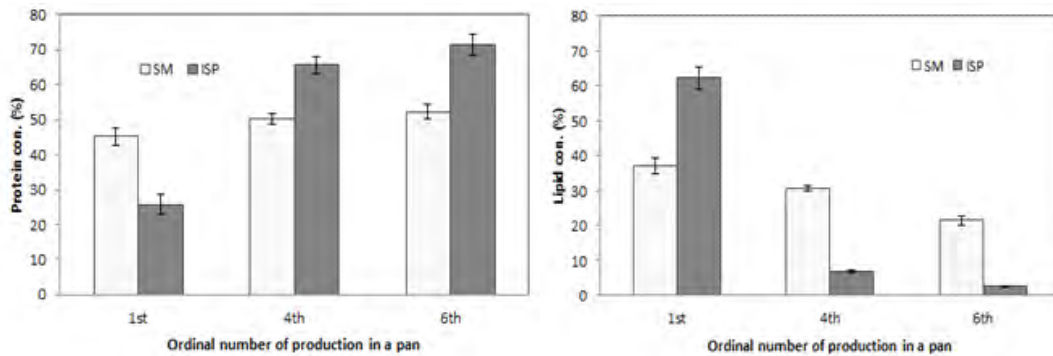 80
70
60
50
40
30
20
10
0
Protein con. (%)
SM ISP
1st 4th 6th
Ordinal number of production in a pan
80
70
60
50
40
30
20
10
0
Lipid con. (%)
SM ISP
1st 4th 6th
Ordinal number of production in a pan